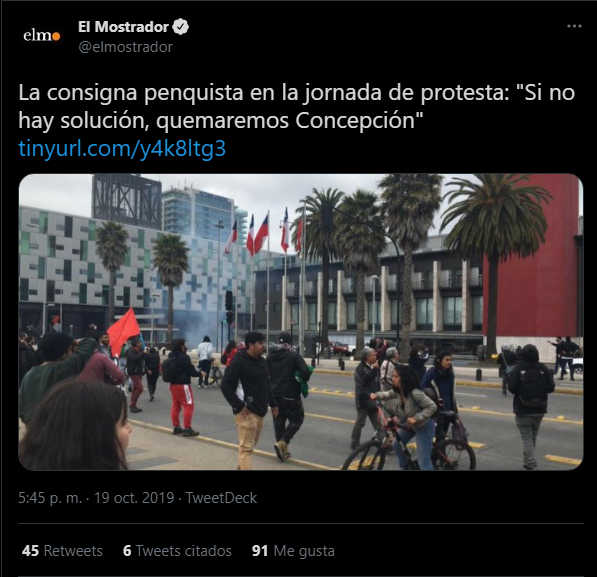 elmo
El Mostrador
@elmostrador
La consigna penquista en la jornada de protesta: "Si no
hay solución, quemaremos Concepción"
tinyurl.com/y4k8ltg3
5:45 p. m. · 19 oct. 2019 · TweetDeck
45 Retweets 6 Tweets citados 91 Me gusta